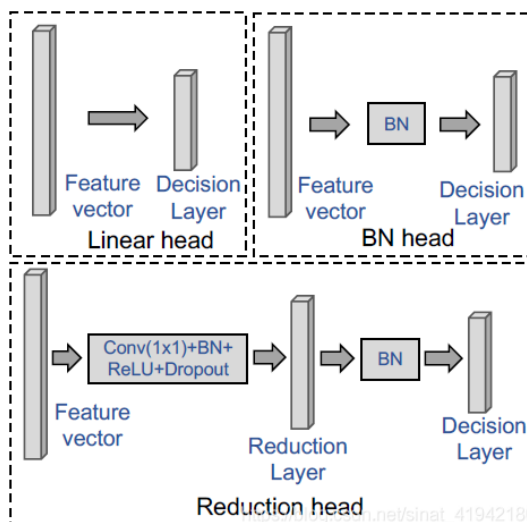 Feature
vector
Decision
Layer
Linear head
BN
Feature
vector
Decision
Layer
BN head
Conv(1x1)+BN+
ReLU+Dropout
BN
Feature
vector
Reduction
Layer
Decision
Layer
Reduction head